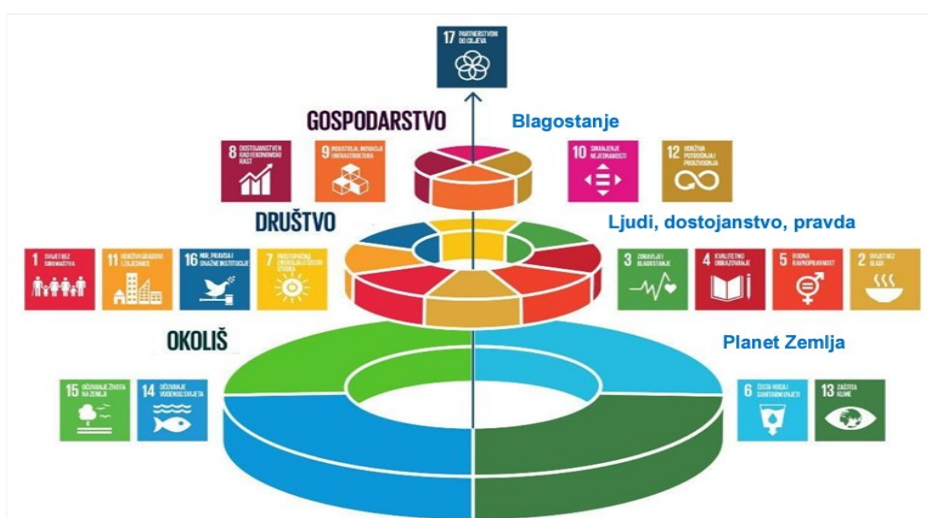 17 PARTNERSTVOM
DO CILJEVA
GOSPODARSTVO
Blagostanje
8 DOSTOJANSTVEN
RAD I EKONOMSKI
RAST
9 INDUSTRIJA, INOVACIJE
I INFRASTRUKTURA
10 SMANJENJE
NEJEDNAKOSTI
12 ODRŽIVA
POTROŠNJA I
PROIZVODNJA
DRUŠTVO
Ljudi, dostojanstvo, pravda
1 SVIJET BEZ
SIROMAŠTVA
11 ODRŽIVI GRADOVI
I ZAJEDNICE
16 MIR, PRAVDA I
SNAŽNE INSTITUCIJE
7 PRISTUPAČNA
ENERGIJA IZ ČISTIH
IZVORA
3 ZDRAVLJE I
BLAGOSTANJE
4 KVALITETNO
OBRAZOVANJE
5 RODNA
RAVNOPRAVNOST
2 SVIJET BEZ
GLADI
OKOLIŠ
Planet Zemlja
15 OČUVANJE ŽIVOTA
NA ZEMLJI
14 OČUVANJE
VODENOG SVIJETA
6 ČISTA VODA I
SANITARNI UVJETI
13 ZAŠTITA
KLIME